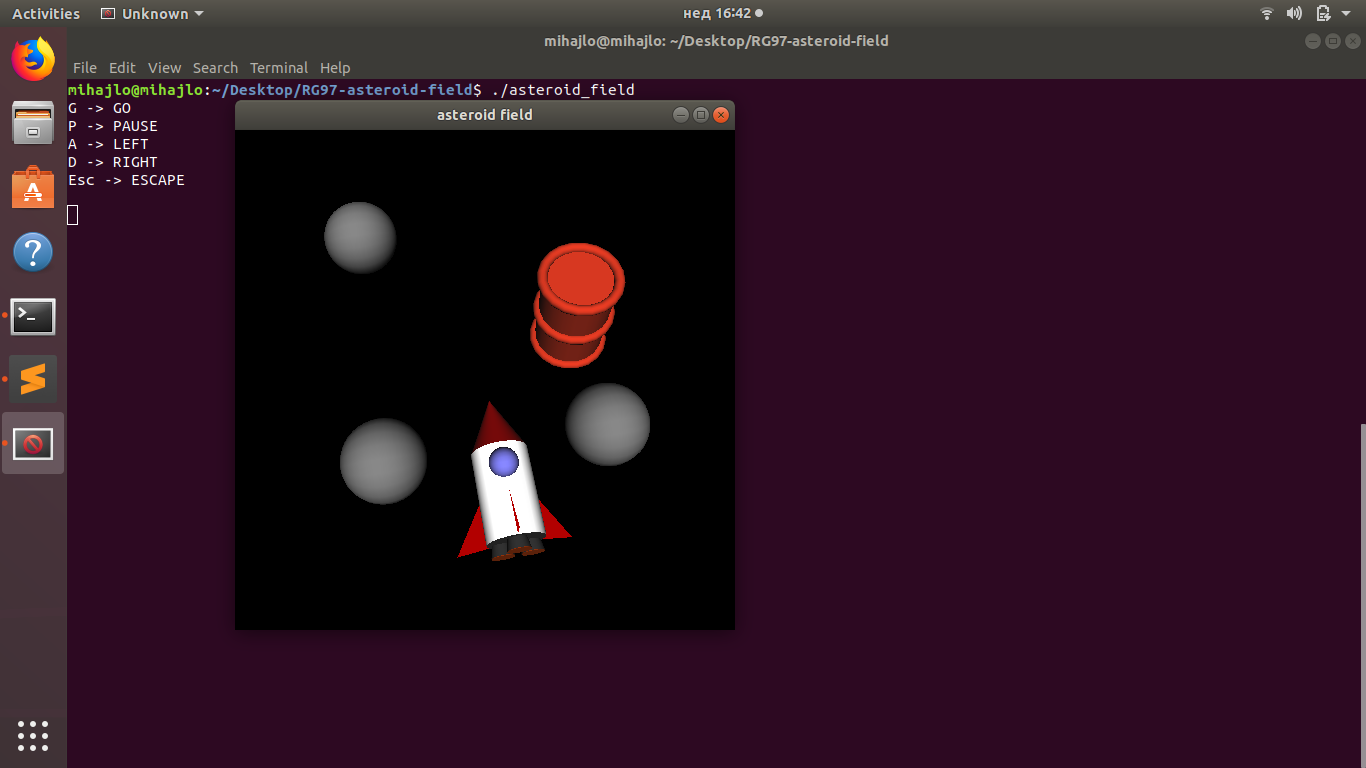 Activities Unknown нед 16:42
mihajlo@mihajlo: ~/Desktop/RG97-asteroid-field
File Edit View Search Terminal Help
mihajlo@mihajlo:~/Desktop/RG97-asteroid-field$ ./asteroid_field
G -> GO
P -> PAUSE
A -> LEFT
D -> RIGHT
Esc -> ESCAPE
asteroid field